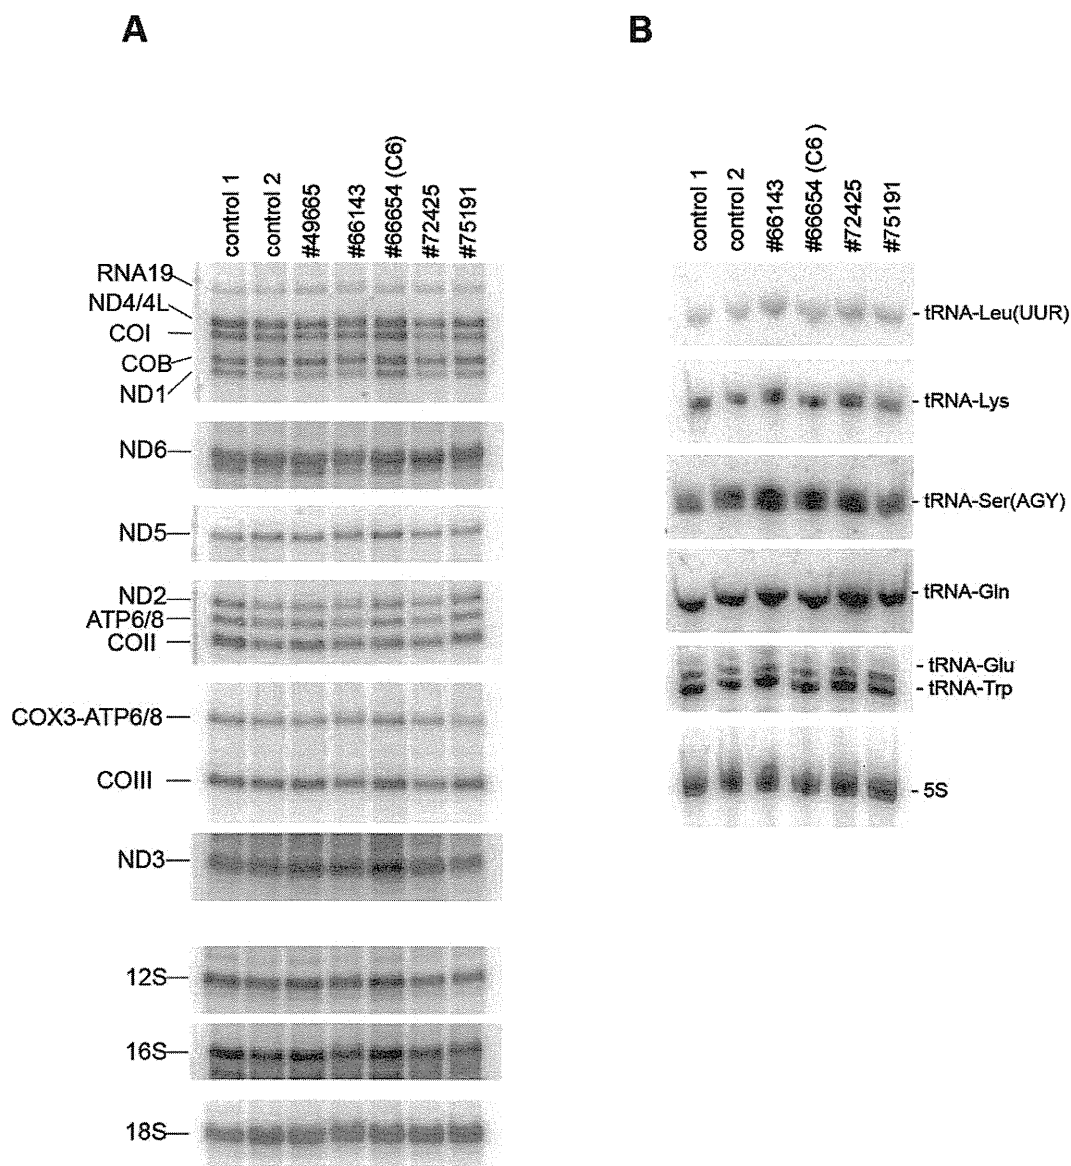 A
B
control 1
control 2
#49665
#66143
#66654 (C6)
#72425
#75191
RNA19
ND4/4L
COI
COB
ND1
ND6
ND5
ND2
ATP6/8
COII
COX3-ATP6/8
COIII
ND3
12S
16S
18S
control 1
control 2
#66143
#66654 (C6 )
#72425
#75191
- tRNA-Leu(UUR)
- tRNA-Lys
- tRNA-Ser(AGY)
- tRNA-Gln
- tRNA-Glu
- tRNA-Trp
- 5S